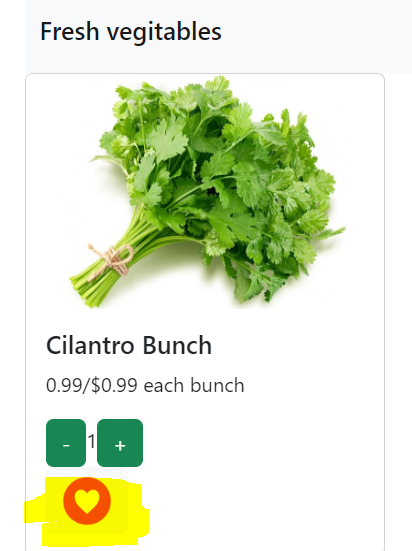 Fresh vegitables
Cilantro Bunch
0.99/$0.99 each bunch
- 1 +